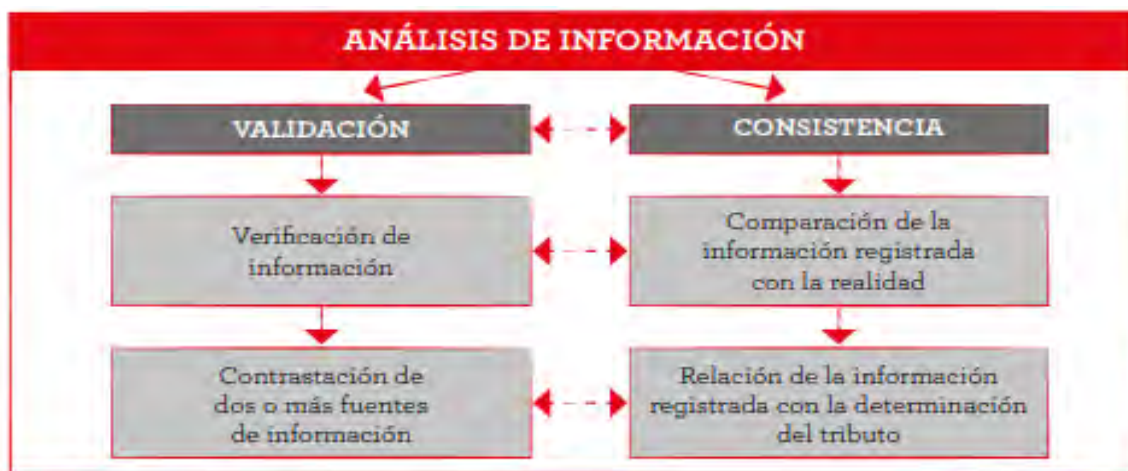 ANÁLISIS DE INFORMACIÓN
VALIDACIÓN
CONSISTENCIA
Verificación de
información
Comparación de la
información registrada
con la realidad
Contrastación de
dos o más fuentes
de información
Relación de la información
registrada con la determinación
del tributo